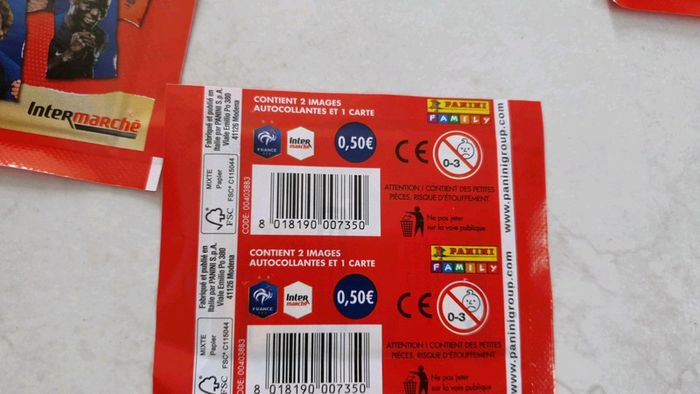 Intermarché
Fabriqué et publié en
Italie par PANINI S.p.A.
Viale Emilio Po 380
41126 Modena
CONTIENT 2 IMAGES
AUTOCOLLANTES ET 1 CARTE
PANINI
FAMILY
FRANCE
Inter
marché
0,50€
CE
0-3
MIXTE
Papier
FSC® C115044
FSC
CODE: 00403883
8 018190 007350
ATTENTION ! CONTIENT DES PETITES
PIÈCES. RISQUE D'ÉTOUFFEMENT.
Ne pas jeter
sur la voie publique
www.paninigroup.com
Fabriqué et publié en
Italie par PANINI S.p.A.
Viale Emilio Po 380
41126 Modena
CONTIENT 2 IMAGES
AUTOCOLLANTES ET 1 CARTE
PANINI
FAMILY
FRANCE
Inter
marché
0,50€
CE
0-3
MIXTE
Papier
FSC® C115044
FSC
CODE: 00403883
8 018190 007350
ATTENTION ! CONTIENT DES PETITES
PIÈCES. RISQUE D'ÉTOUFFEMENT.
Ne pas jeter
sur la voie publique
www.paninigroup.com